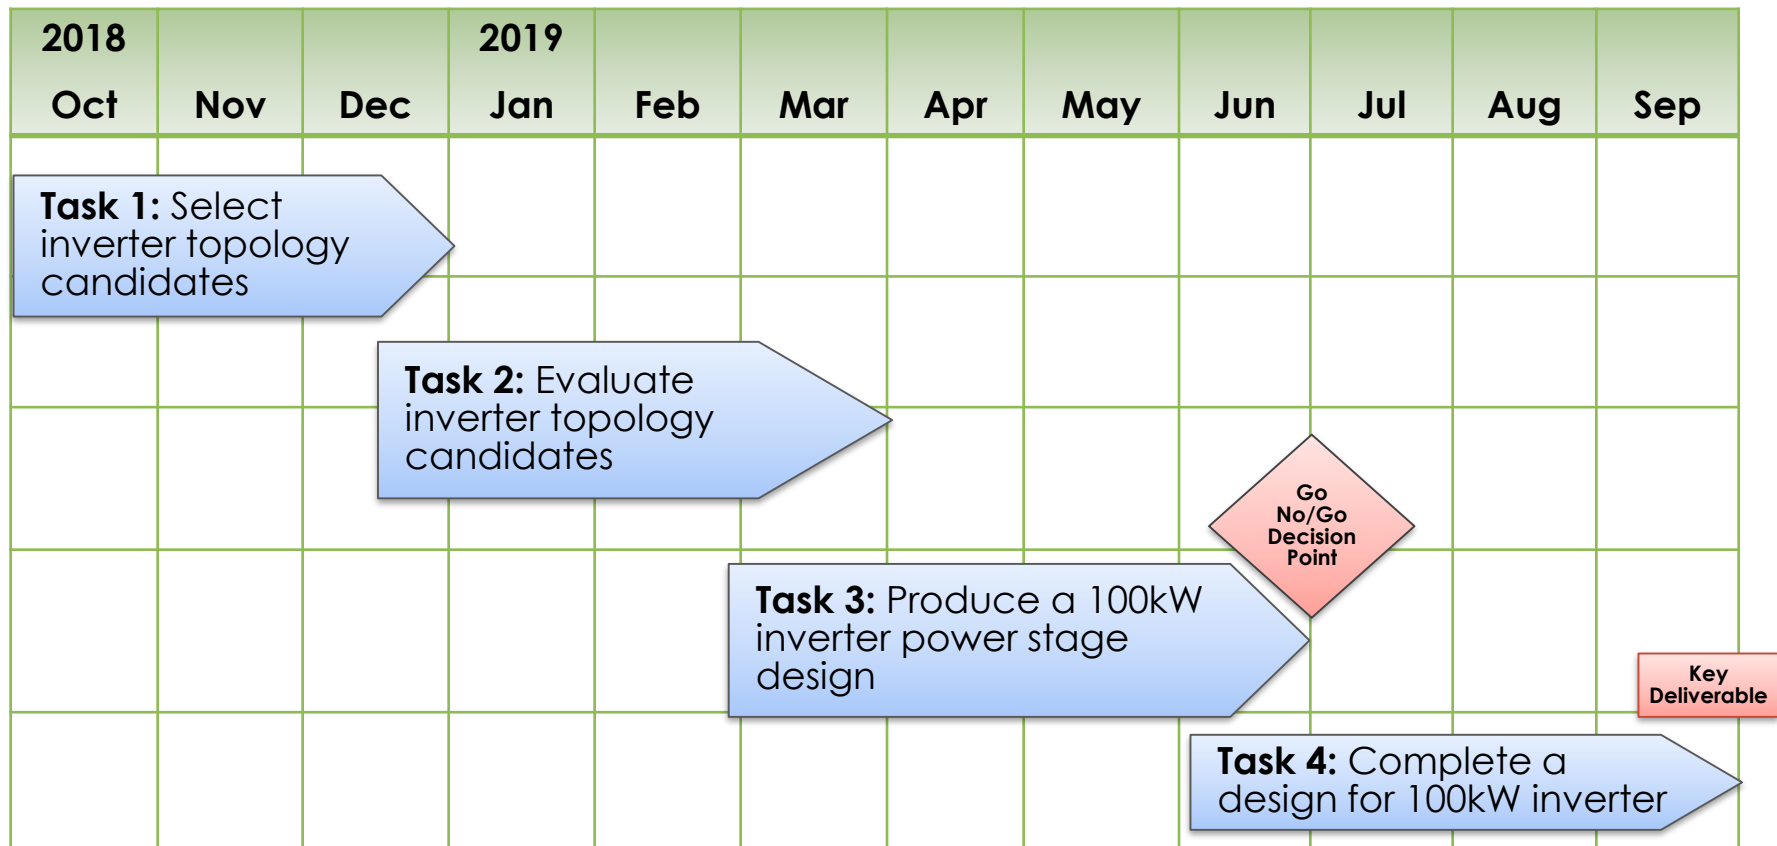 2018 2019
Oct Nov Dec Jan Feb Mar Apr May Jun Jul Aug Sep
Task 1: Select
inverter topology
candidates
Task 2: Evaluate
inverter topology
candidates
Go
No/Go
Decision
Point
Task 3: Produce a 100kW
inverter power stage
design
Key
Deliverable
Task 4: Complete a
design for 100kW inverter